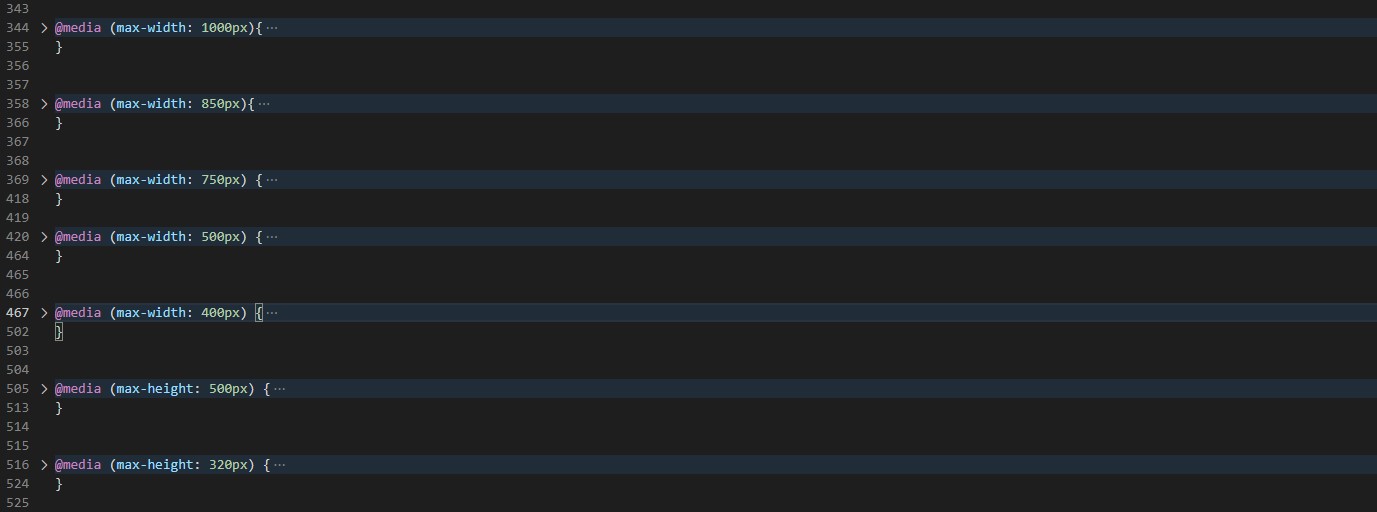 343
344 > @media (max-width: 1000px){ ···
355 }
356
357
358 > @media (max-width: 850px){ ···
366 }
367
368
369 > @media (max-width: 750px) { ···
418 }
419
420 > @media (max-width: 500px) { ···
464 }
465
466
467 > @media (max-width: 400px) { ···
502 }
503
504
505 > @media (max-height: 500px) { ···
513 }
514
515
516 > @media (max-height: 320px) { ···
524 }
525